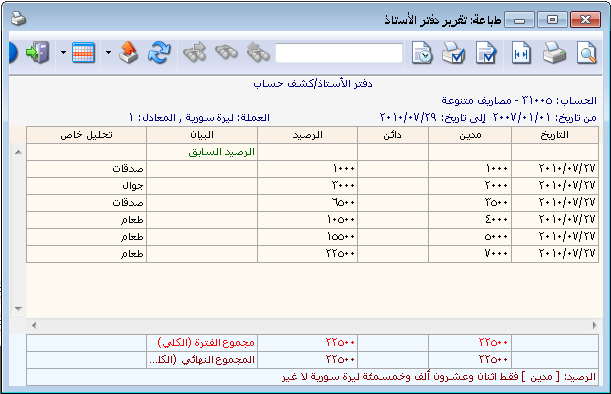 طباعة: تقرير دفتر الأستاذ
دفتر الأستاذ/كشف حساب
الحساب: ٣١٠٠٥ - مصاريف متنوعة
من تاريخ: ٢٠٠٧/٠١/٠١ إلى تاريخ: ٢٠١٠/٠٧/٢٩ العملة: ليرة سورية , المعادل: ١
التاريخ مدين دائن الرصيد البيان تحليل خاص
الرصيد السابق
٢٠١٠/٠٧/٢٧ ١٠٠٠ ١٠٠٠ صدقات
٢٠١٠/٠٧/٢٧ ٢٠٠٠ ٣٠٠٠ جوال
٢٠١٠/٠٧/٢٧ ٣٥٠٠ ٦٥٠٠ صدقات
٢٠١٠/٠٧/٢٧ ٤٠٠٠ ١٠٥٠٠ طعام
٢٠١٠/٠٧/٢٧ ٥٠٠٠ ١٥٥٠٠ طعام
٢٠١٠/٠٧/٢٧ ٧٠٠٠ ٢٢٥٠٠ طعام
٢٢٥٠٠ ٢٢٥٠٠ مجموع الفترة (الكلي)
٢٢٥٠٠ ٢٢٥٠٠ المجموع النهائي (الكلـ...
الرصيد: [ مدين ] فقط اثنان وعشرون ألف وخمسمئة ليرة سورية لا غير